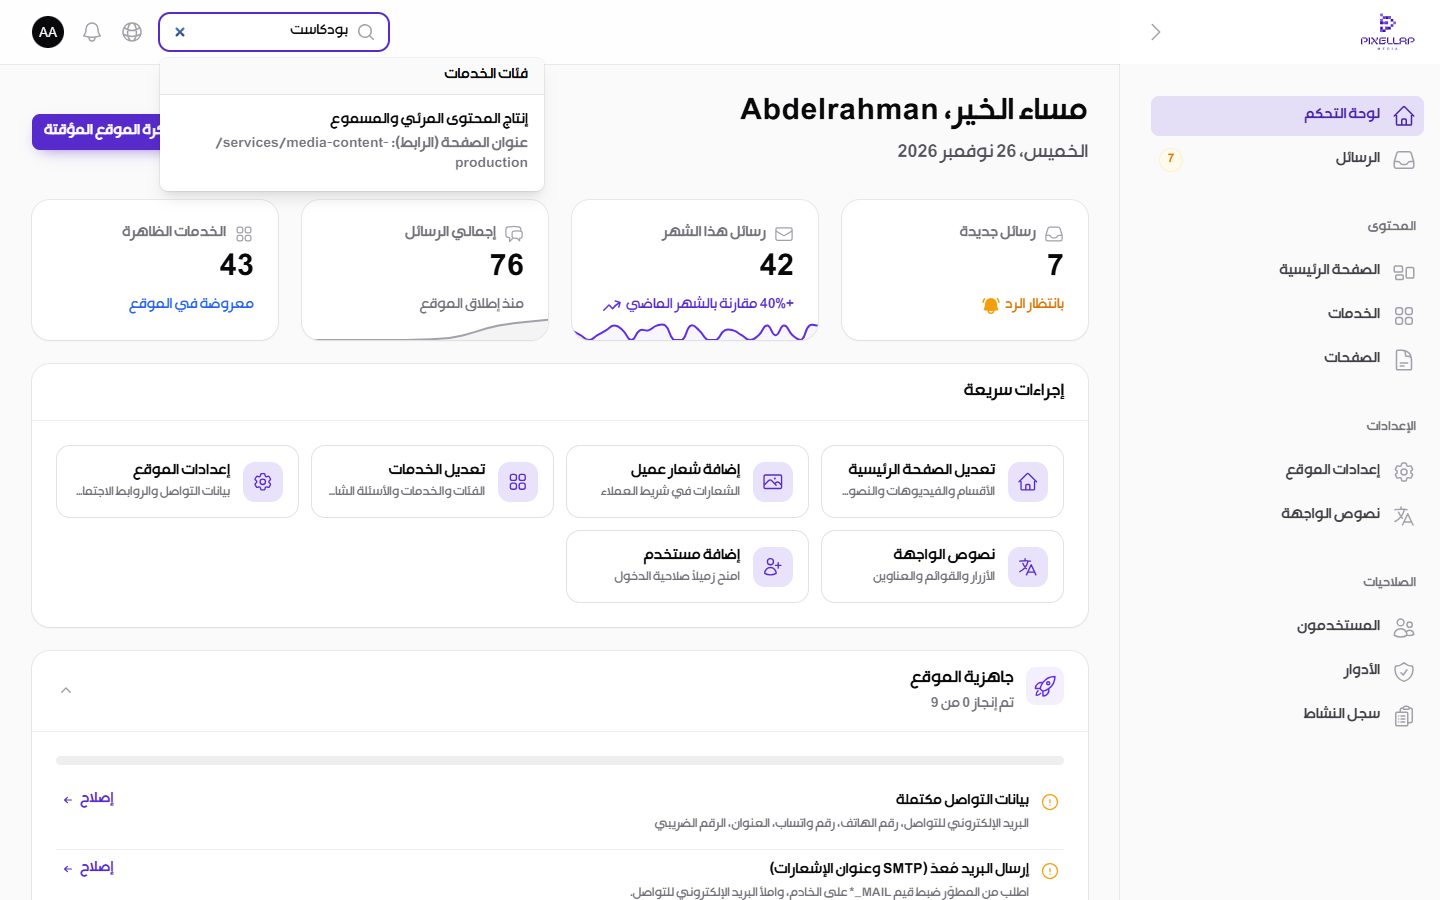 PIXELLAP
MEDIA
بودكاست
AA
فئات الخدمات
إنتاج المحتوى المرئي والمسموع
عنوان الصفحة (الرابط): /services/media-content-
production
لوحة التحكم
الرسائل
7
المحتوى
الصفحة الرئيسية
الخدمات
الصفحات
الإعدادات
إعدادات الموقع
نصوص الواجهة
الصلاحيات
المستخدمون
الأدوار
سجل النشاط
مساء الخير، Abdelrahman
الخميس، 26 نوفمبر 2026
كرة الموقع المؤقتة
رسائل جديدة
7
بانتظار الرد
رسائل هذا الشهر
42
+40% مقارنة بالشهر الماضي
إجمالي الرسائل
76
منذ إطلاق الموقع
الخدمات الظاهرة
43
معروضة في الموقع
إجراءات سريعة
تعديل الصفحة الرئيسية
الأقسام والفيديوهات والنصو...
إضافة شعار عميل
الشعارات في شريط العملاء
تعديل الخدمات
الفئات والخدمات والأسئلة الشا...
إعدادات الموقع
بيانات التواصل والروابط الاجتما...
نصوص الواجهة
الأزرار والقوائم والعناوين
إضافة مستخدم
امنح زميلاً صلاحية الدخول
جاهزية الموقع
تم إنجاز 0 من 9
بيانات التواصل مكتملة
إصلاح
البريد الإلكتروني للتواصل، رقم الهاتف، رقم واتساب، العنوان، الرقم الضريبي
إرسال البريد مُعدّ (SMTP وعنوان الإشعارات)
إصلاح
اطلب من المطوّر ضبط قيم MAIL_* على الخادم، واملأ البريد الإلكتروني للتواصل.